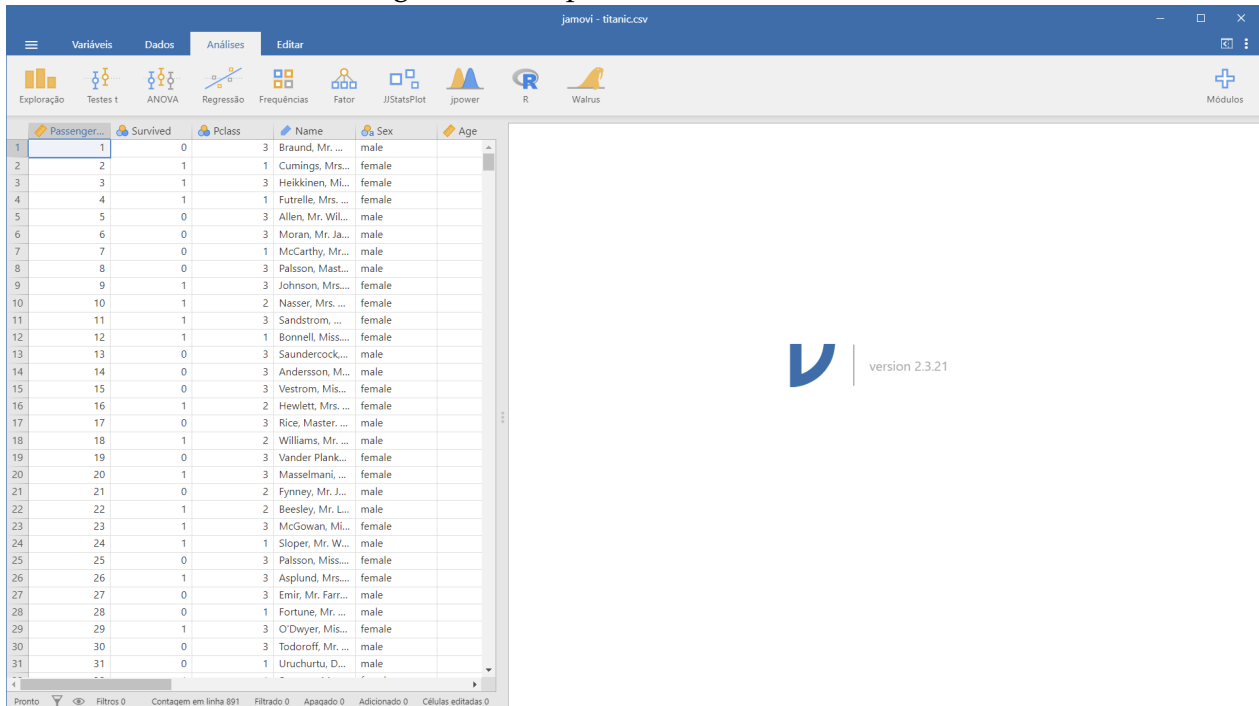 jamovi - titanic.csv
Variáveis Dados Análises Editar
Exploração Testes t ANOVA Regressão Frequências Fator JJStatsPlot jpower R Walrus Módulos
Passenger... Survived Pclass Name Sex Age
1 1 0 3 Braund, Mr. ... male
2 2 1 1 Cumings, Mrs... female
3 3 1 3 Heikkinen, Mi... female
4 4 1 1 Futrelle, Mrs. ... female
5 5 0 3 Allen, Mr. Wil... male
6 6 0 3 Moran, Mr. Ja... male
7 7 0 1 McCarthy, Mr... male
8 8 0 3 Palsson, Mast... male
9 9 1 3 Johnson, Mrs.... female
10 10 1 2 Nasser, Mrs. ... female
11 11 1 3 Sandstrom, ... female
12 12 1 1 Bonnell, Miss.... female
13 13 0 3 Saundercock,... male
14 14 0 3 Andersson, M... male
15 15 0 3 Vestrom, Mis... female
16 16 1 2 Hewlett, Mrs. ... female
17 17 0 3 Rice, Master. ... male
18 18 1 2 Williams, Mr. ... male
19 19 0 3 Vander Plank... female
20 20 1 3 Masselmani, ... female
21 21 0 2 Fynney, Mr. J... male
22 22 1 2 Beesley, Mr. L... male
23 23 1 3 McGowan, Mi... female
24 24 1 1 Sloper, Mr. W... male
25 25 0 3 Palsson, Miss.... female
26 26 1 3 Asplund, Mrs.... female
27 27 0 3 Emir, Mr. Farr... male
28 28 0 1 Fortune, Mr. ... male
29 29 1 3 O'Dwyer, Mis... female
30 30 0 3 Todoroff, Mr. ... male
31 31 0 1 Uruchurtu, D... male
version 2.3.21
Pronto Filtros 0 Contagem em linha 891 Filtrado 0 Apagado 0 Adicionado 0 Células editadas 0